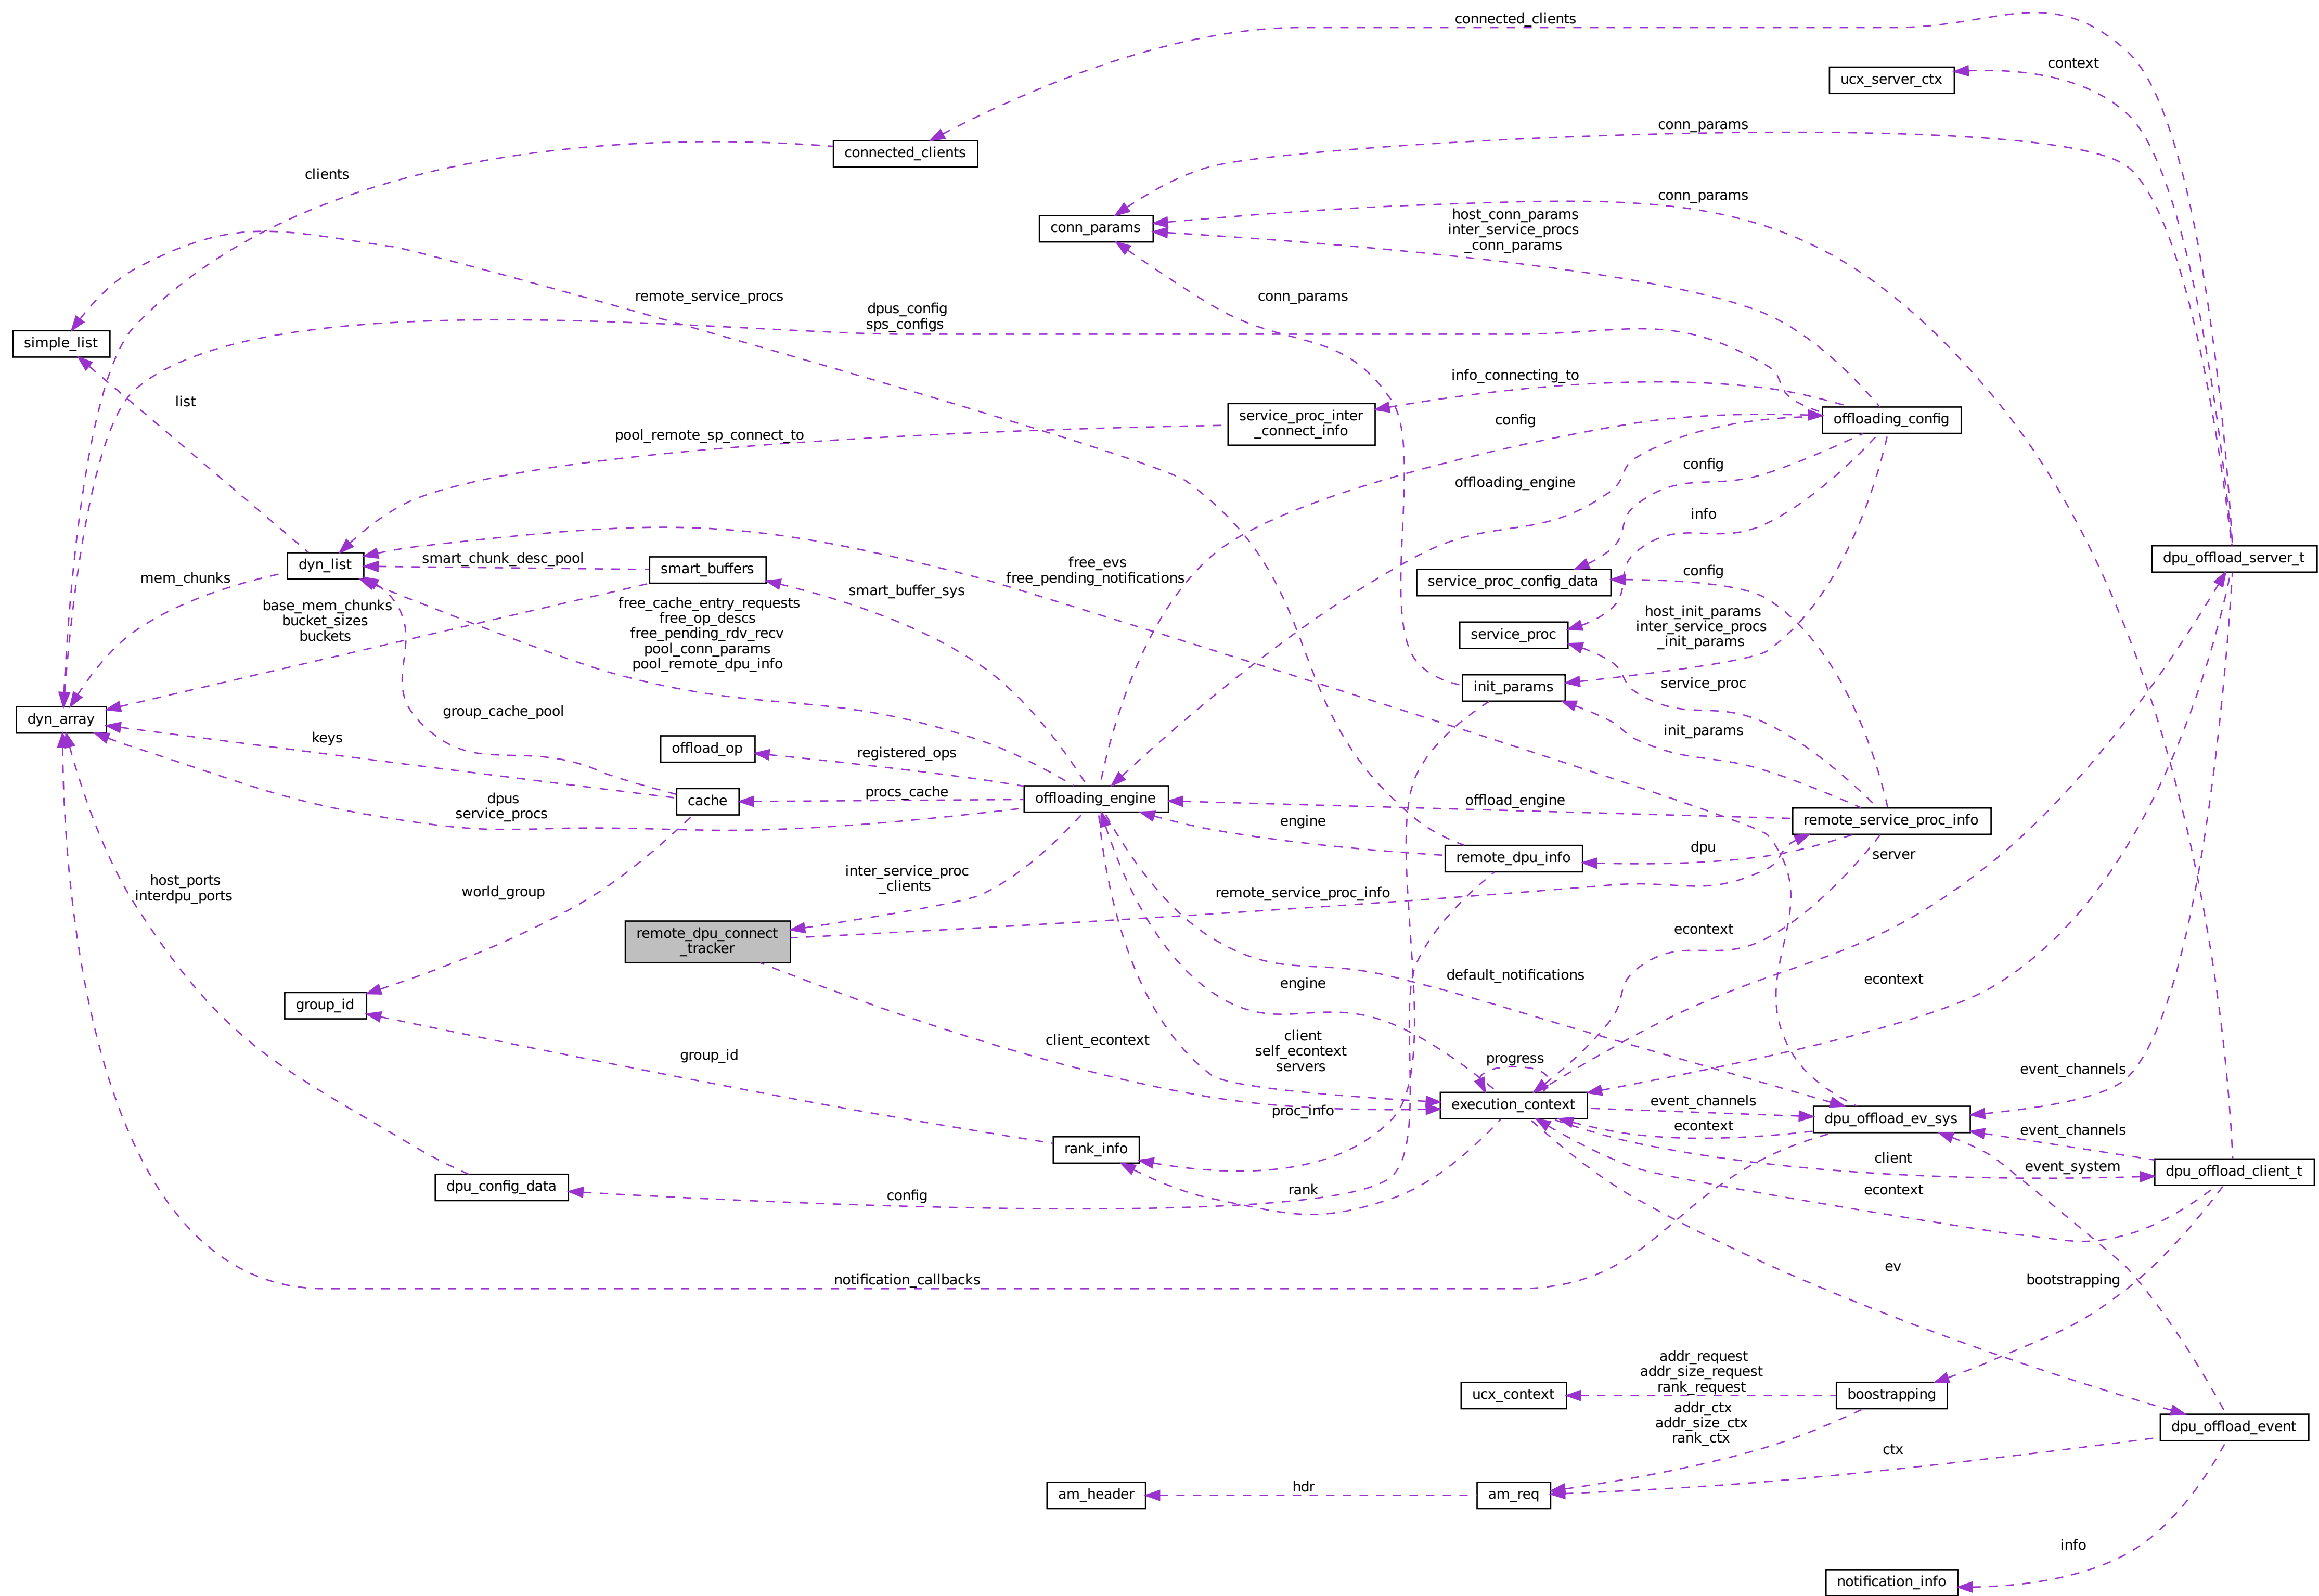 connected_clients
context
ucx_server_ctx
conn_params
connected_clients
clients
conn_params
host_conn_params
inter_service_procs
_conn_params
conn_params
remote_service_procs
conn_params
dpus_config
sps_configs
simple_list
info_connecting_to
list
service_proc_inter
_connect_info
config
offloading_config
pool_remote_sp_connect_to
config
offloading_engine
info
smart_chunk_desc_pool
dyn_list
smart_buffers
free_evs
free_pending_notifications
dpu_offload_server_t
mem_chunks
service_proc_config_data
config
smart_buffer_sys
base_mem_chunks
bucket_sizes
buckets
free_cache_entry_requests
free_op_descs
free_pending_rdv_recv
pool_conn_params
pool_remote_dpu_info
host_init_params
inter_service_procs
_init_params
service_proc
init_params
service_proc
dyn_array
group_cache_pool
keys
init_params
offload_op
registered_ops
dpus
service_procs
cache
procs_cache
offloading_engine
offload_engine
engine
remote_service_proc_info
remote_dpu_info
dpu
server
host_ports
interdpu_ports
world_group
inter_service_proc
_clients
remote_service_proc_info
remote_dpu_connect
_tracker
econtext
default_notifications
engine
econtext
group_id
client_econtext
client
self_econtext
servers
group_id
progress
event_channels
execution_context
event_channels
dpu_offload_ev_sys
proc_info
econtext
event_channels
rank_info
client
event_system
dpu_offload_client_t
dpu_config_data
config
rank
econtext
notification_callbacks
ev
bootstrapping
addr_request
addr_size_request
rank_request
ucx_context
boostrapping
addr_ctx
addr_size_ctx
rank_ctx
dpu_offload_event
ctx
am_header
hdr
am_req
info
notification_info